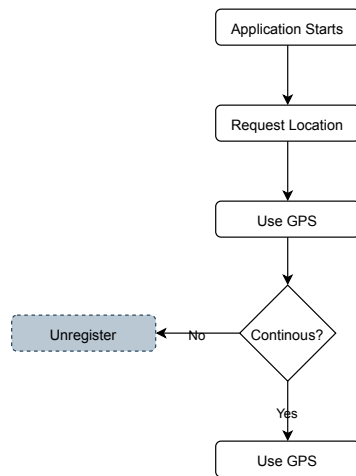 Application Starts
Request Location
Use GPS
Continous?
No
Unregister
Yes
Use GPS